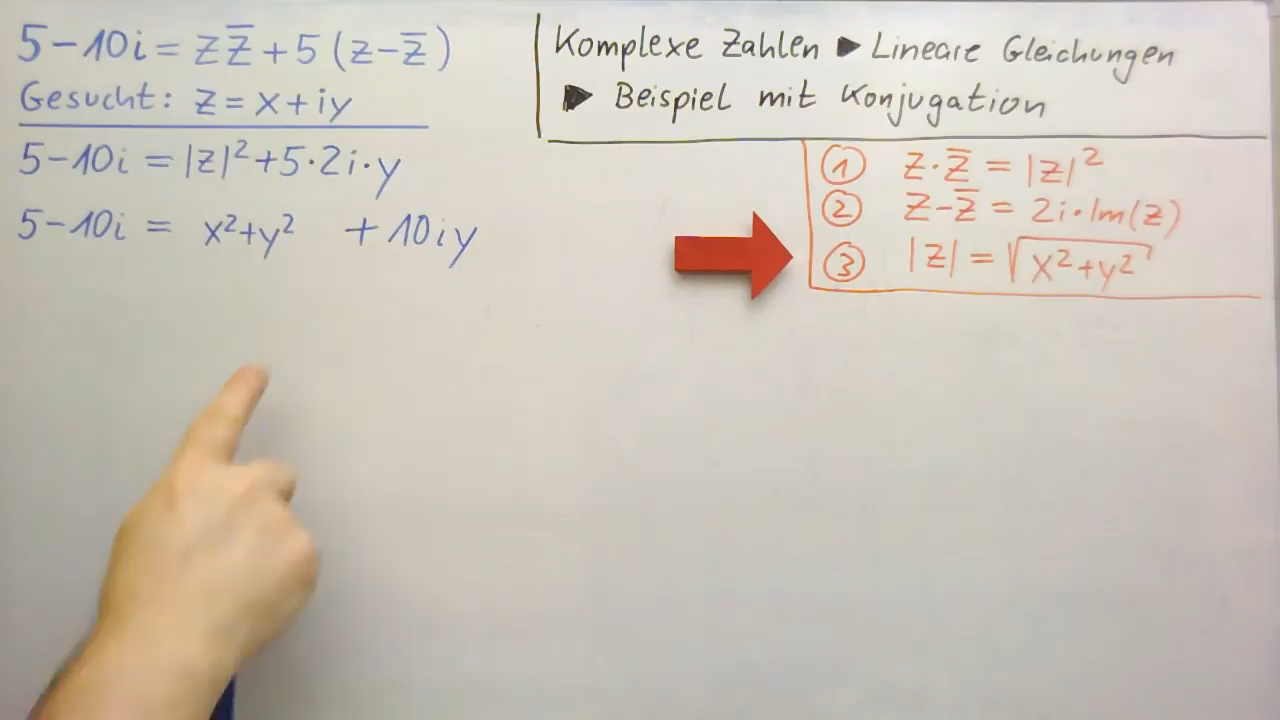 5-10i = zz̅ + 5 (z-z̅)
Gesucht: z = x + iy
5-10i = |z|² + 5·2i·y
5-10i = x²+y² + 10iy
Komplexe Zahlen ▶ Lineare Gleichungen
▶ Beispiel mit Konjugation
① z·z̅ = |z|²
② z-z̅ = 2i·Im(z)
③ |z| = √(x²+y²)